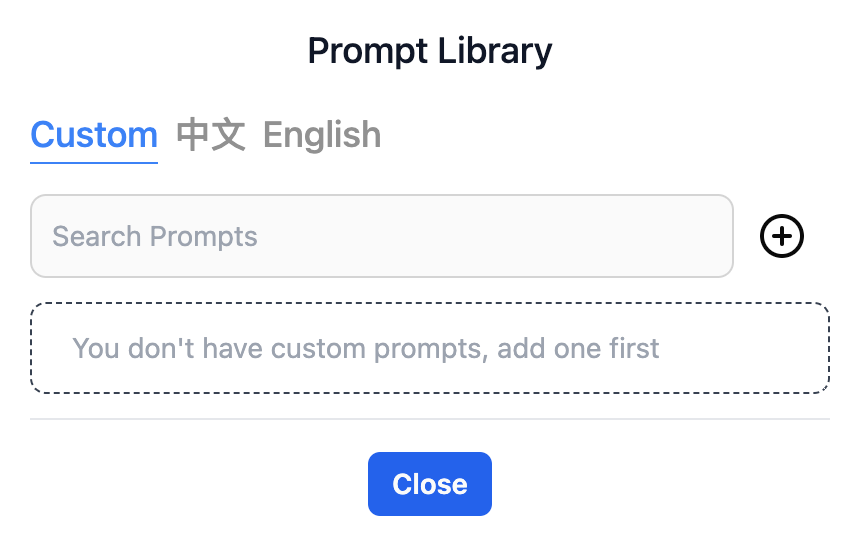 Prompt Library
Custom 中文 English
Search Prompts
You don't have custom prompts, add one first
Close